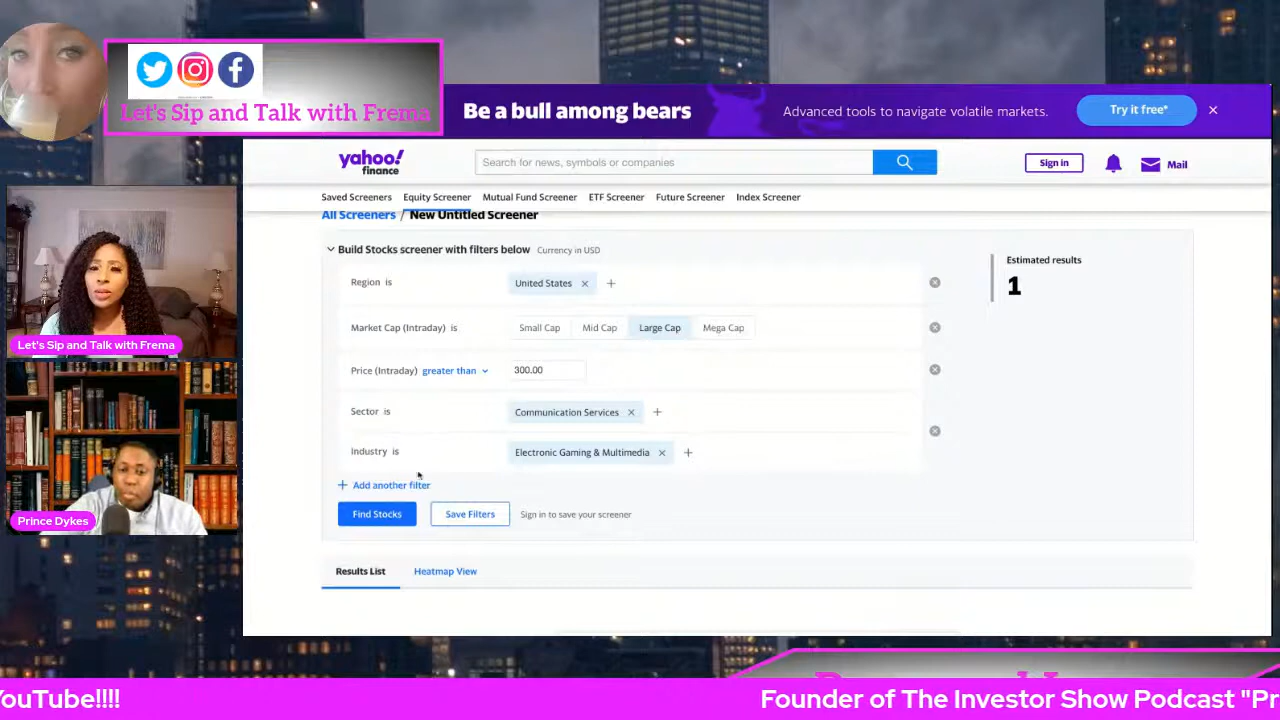 Let's Sip and Talk with Frema
Be a bull among bears
Advanced tools to navigate volatile markets.
Try it free*
yahoo!
finance
Search for news, symbols or companies
Sign in
Mail
Saved Screeners
Equity Screener
Mutual Fund Screener
ETF Screener
Future Screener
Index Screener
All Screeners / New Untitled Screener
Build Stocks screener with filters below Currency in USD
Estimated results
1
Region is United States
Market Cap (Intraday) is Small Cap Mid Cap Large Cap Mega Cap
Price (Intraday) greater than 300.00
Sector is Communication Services
Industry is Electronic Gaming & Multimedia
+ Add another filter
Find Stocks
Save Filters
Sign in to save your screener
Results List
Heatmap View
Let's Sip and Talk with Frema
Prince Dykes
YouTube!!!!
Founder of The Investor Show Podcast "Pr